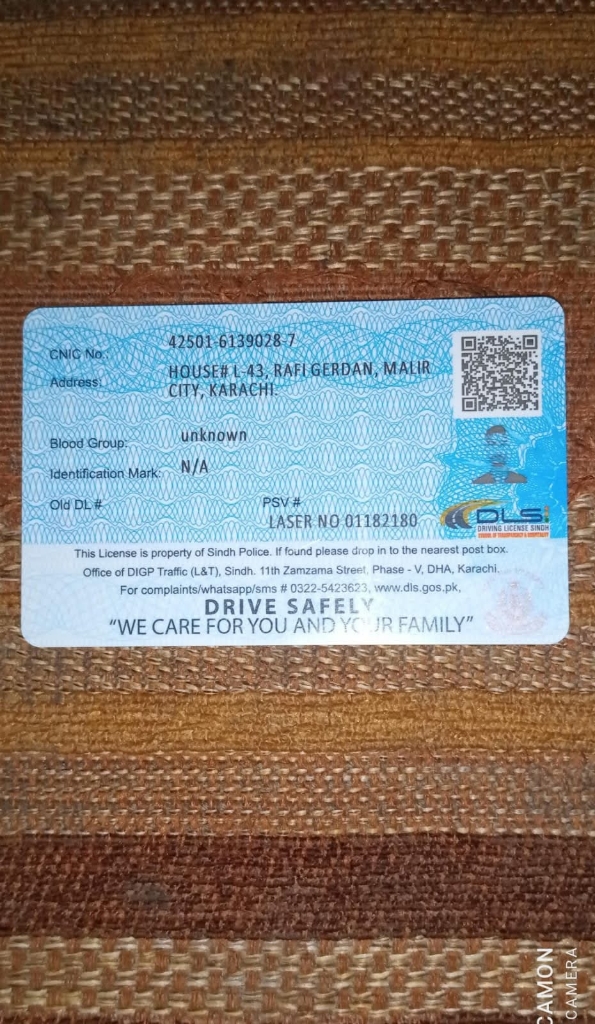 CNIC No.: 42501-6139028-7
Address: HOUSE# L-43, RAFI GERDAN, MALIR
CITY, KARACHI.
Blood Group: unknown
Identification Mark: N/A
Old DL # PSV #
LASER NO 01182180
DLS
DRIVING LICENSE SINDH
This License is property of Sindh Police. If found please drop in to the nearest post box.
Office of DIGP Traffic (L&T), Sindh. 11th Zamzama Street, Phase - V, DHA, Karachi.
For complaints/whatsapp/sms # 0322-5423623, www.dls.gos.pk,
DRIVE SAFELY
"WE CARE FOR YOU AND YOUR FAMILY"
CAMON
CAMERA